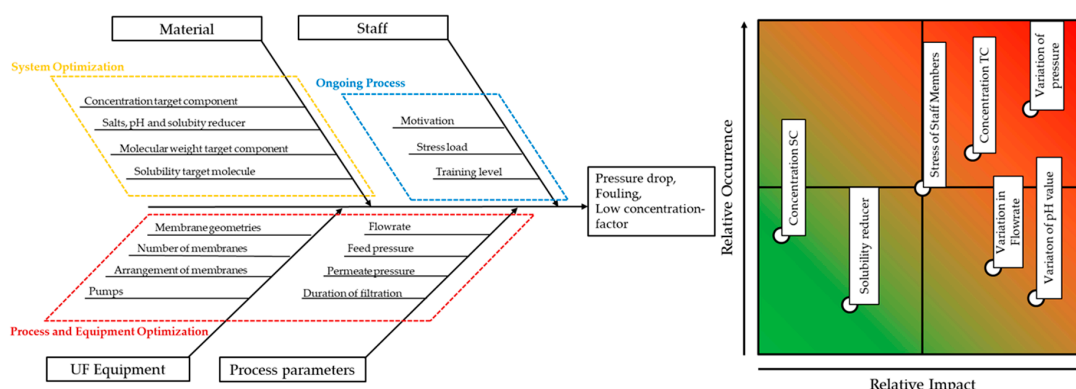 Material
Staff
System Optimization
Ongoing Process
Concentration target component
Salts, pH and solubity reducer
Molecular weight target component
Solubility target molecule
Motivation
Stress load
Training level
Pressure drop,
Fouling,
Low concentration-
factor
Membrane geometries
Number of membranes
Arrangement of membranes
Pumps
Flowrate
Feed pressure
Permeate pressure
Duration of filtration
Process and Equipment Optimization
UF Equipment
Process parameters
Relative Occurrence
Concentration SC
Solubility reducer
Stress of Staff Members
Concentration TC
Variation in
Flowrate
Variation of
pressure
Variaton of pH value
Relative Impact